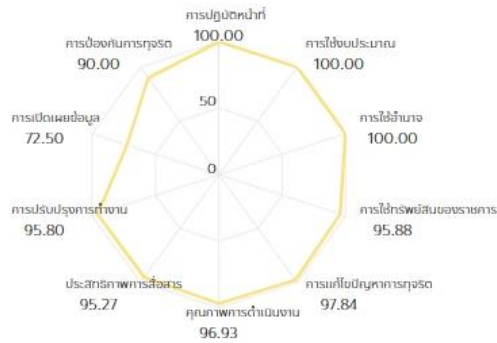 การปฏิบัติหน้าที่
100.00
การใช้งบประมาณ
100.00
การใช้อำนาจ
100.00
การใช้ทรัพย์สินของราชการ
95.88
การแก้ไขปัญหาการทุจริต
97.84
คุณภาพการดำเนินงาน
96.93
ประสิทธิภาพการสื่อสาร
95.27
การปรับปรุงการทำงาน
95.80
การเปิดเผยข้อมูล
72.50
การป้องกันการทุจริต
90.00
50
0